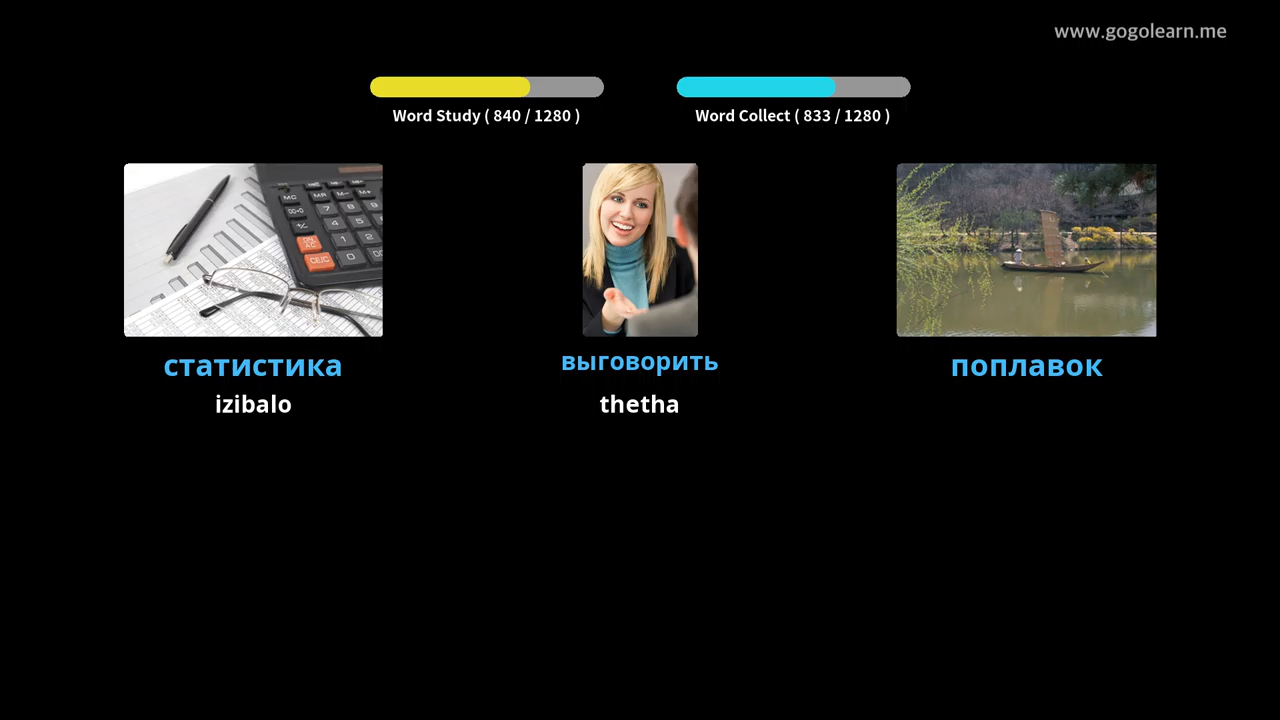 www.gogolearn.me
Word Study ( 840 / 1280 )
Word Collect ( 833 / 1280 )
статистика
выговорить
поплавок
izibalo
thetha